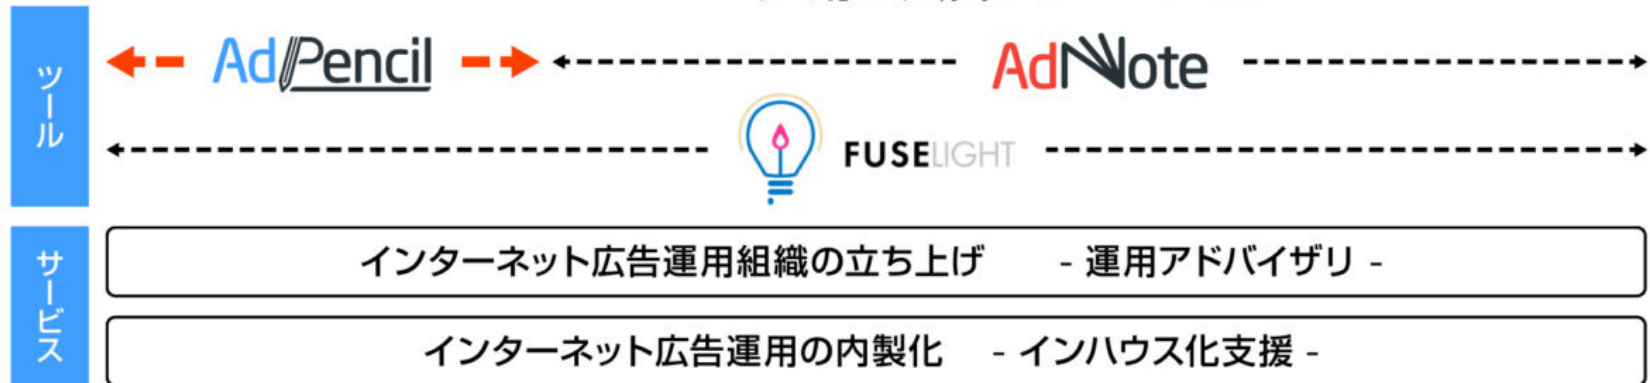 ツール
AdPencil
AdNote
FUSELIGHT
サービス
インターネット広告運用組織の立ち上げ - 運用アドバイザリ -
インターネット広告運用の内製化 - インハウス化支援 -